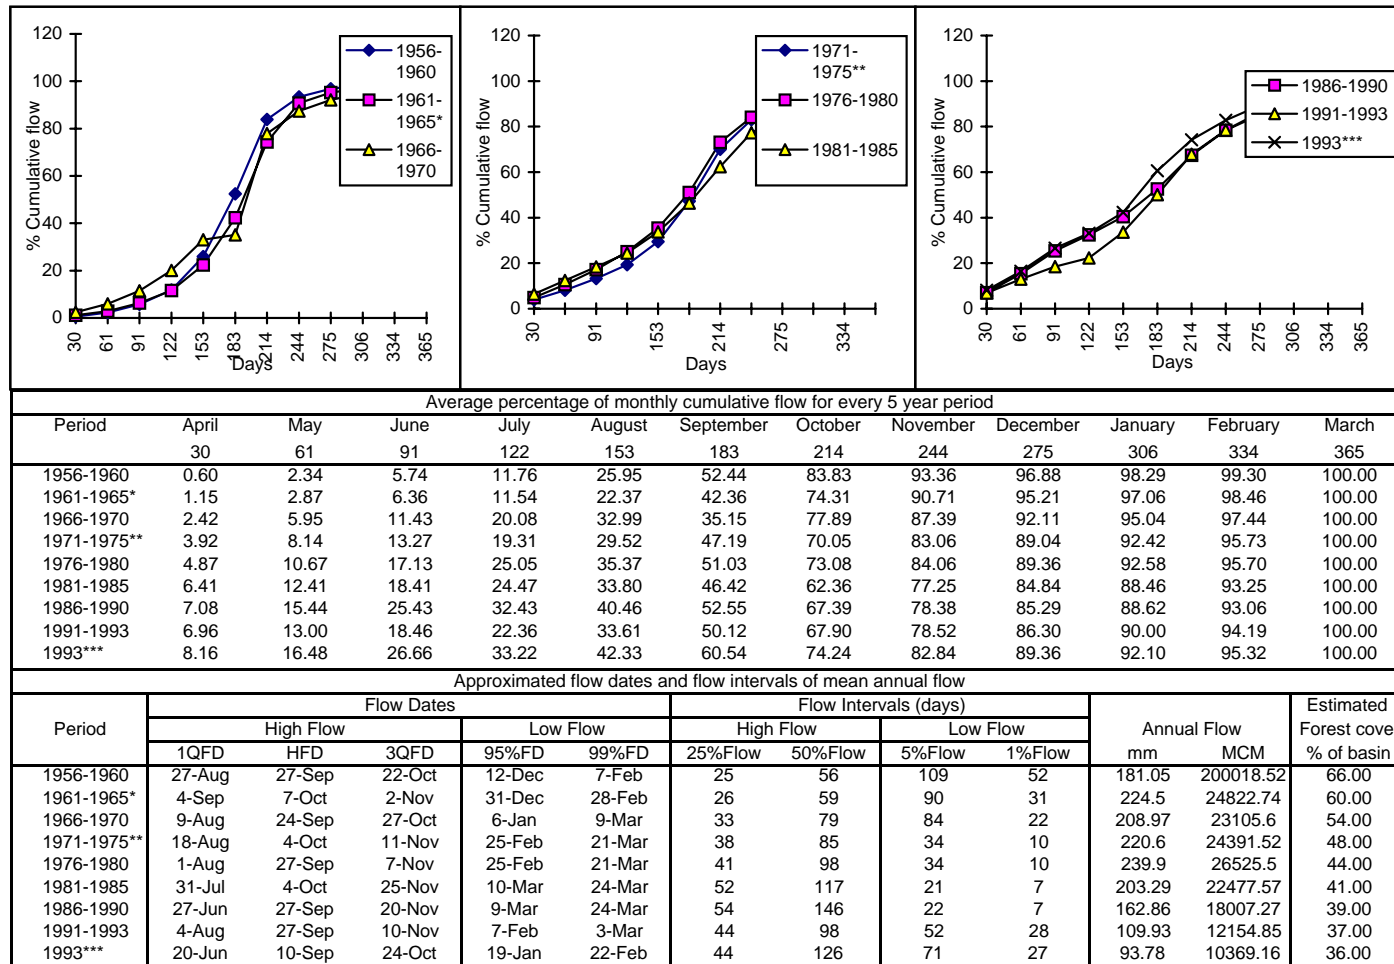 120
100
80
60
40
20
0
% Cumulative flow
30 61 91 122 153 183 214 244 275 306 334 365
Days
1956-
1960
1961-
1965*
1966-
1970
120
100
80
60
40
20
0
% Cumulative flow
30 91 153 214 275 334
Days
1971-
1975**
1976-1980
1981-1985
120
100
80
60
40
20
0
% Cumulative flow
30 61 91 122 153 183 214 244 275 306 334 365
Days
1986-1990
1991-1993
1993***
Average percentage of monthly cumulative flow for every 5 year period
Period April May June July August September October November December January February March
30 61 91 122 153 183 214 244 275 306 334 365
1956-1960 0.60 2.34 5.74 11.76 25.95 52.44 83.83 93.36 96.88 98.29 99.30 100.00
1961-1965* 1.15 2.87 6.36 11.54 22.37 42.36 74.31 90.71 95.21 97.06 98.46 100.00
1966-1970 2.42 5.95 11.43 20.08 32.99 35.15 77.89 87.39 92.11 95.04 97.44 100.00
1971-1975** 3.92 8.14 13.27 19.31 29.52 47.19 70.05 83.06 89.04 92.42 95.73 100.00
1976-1980 4.87 10.67 17.13 25.05 35.37 51.03 73.08 84.06 89.36 92.58 95.70 100.00
1981-1985 6.41 12.41 18.41 24.47 33.80 46.42 62.36 77.25 84.84 88.46 93.25 100.00
1986-1990 7.08 15.44 25.43 32.43 40.46 52.55 67.39 78.38 85.29 88.62 93.06 100.00
1991-1993 6.96 13.00 18.46 22.36 33.61 50.12 67.90 78.52 86.30 90.00 94.19 100.00
1993*** 8.16 16.48 26.66 33.22 42.33 60.54 74.24 82.84 89.36 92.10 95.32 100.00
Approximated flow dates and flow intervals of mean annual flow
Flow Dates Flow Intervals (days) Estimated
Period High Flow Low Flow High Flow Low Flow Annual Flow Forest cove
1QFD HFD 3QFD 95%FD 99%FD 25%Flow 50%Flow 5%Flow 1%Flow mm MCM % of basin
1956-1960 27-Aug 27-Sep 22-Oct 12-Dec 7-Feb 25 56 109 52 181.05 200018.52 66.00
1961-1965* 4-Sep 7-Oct 2-Nov 31-Dec 28-Feb 26 59 90 31 224.5 24822.74 60.00
1966-1970 9-Aug 24-Sep 27-Oct 6-Jan 9-Mar 33 79 84 22 208.97 23105.6 54.00
1971-1975** 18-Aug 4-Oct 11-Nov 25-Feb 21-Mar 38 85 34 10 220.6 24391.52 48.00
1976-1980 1-Aug 27-Sep 7-Nov 25-Feb 21-Mar 41 98 34 10 239.9 26525.5 44.00
1981-1985 31-Jul 4-Oct 25-Nov 10-Mar 24-Mar 52 117 21 7 203.29 22477.57 41.00
1986-1990 27-Jun 27-Sep 20-Nov 9-Mar 24-Mar 54 146 22 7 162.86 18007.27 39.00
1991-1993 4-Aug 27-Sep 10-Nov 7-Feb 3-Mar 44 98 52 28 109.93 12154.85 37.00
1993*** 20-Jun 10-Sep 24-Oct 19-Jan 22-Feb 44 126 71 27 93.78 10369.16 36.00